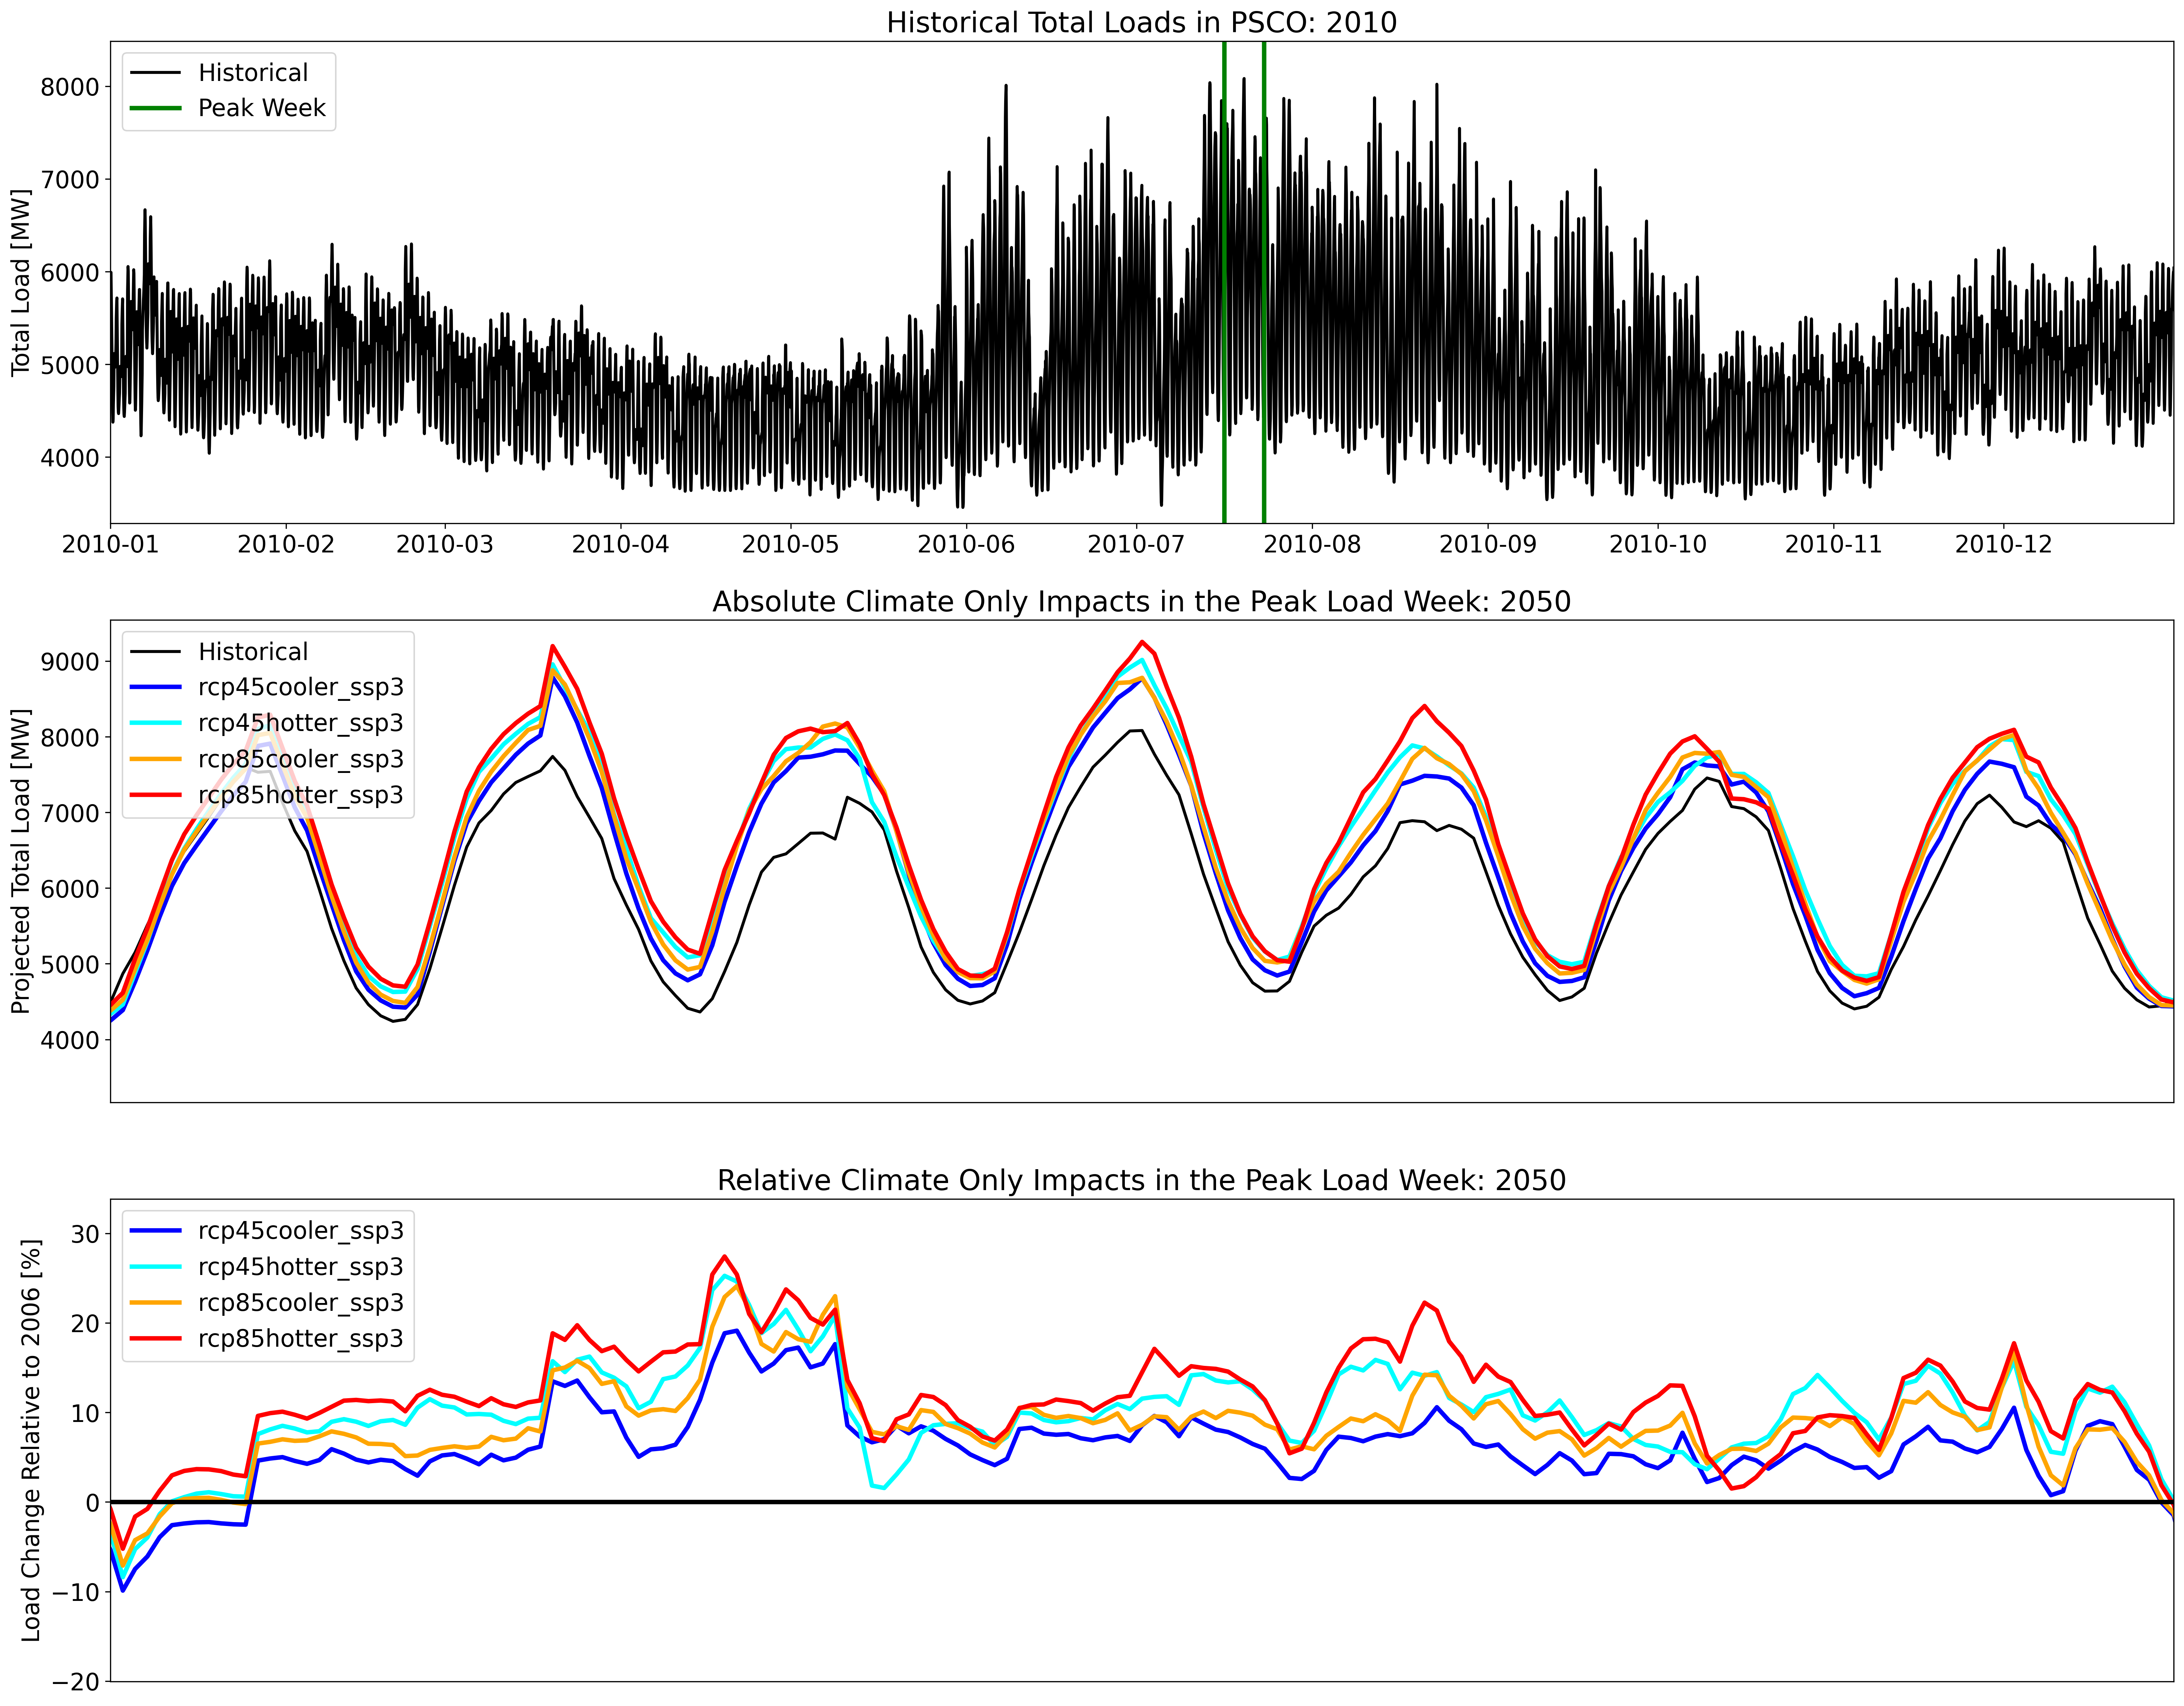 Historical Total Loads in PSCO: 2010
Total Load [MW]
8000
7000
6000
5000
4000
Historical
Peak Week
2010-01 2010-02 2010-03 2010-04 2010-05 2010-06 2010-07 2010-08 2010-09 2010-10 2010-11 2010-12
Absolute Climate Only Impacts in the Peak Load Week: 2050
Projected Total Load [MW]
9000
8000
7000
6000
5000
4000
Historical
rcp45cooler_ssp3
rcp45hotter_ssp3
rcp85cooler_ssp3
rcp85hotter_ssp3
Relative Climate Only Impacts in the Peak Load Week: 2050
Load Change Relative to 2006 [%]
30
20
10
0
−10
−20
rcp45cooler_ssp3
rcp45hotter_ssp3
rcp85cooler_ssp3
rcp85hotter_ssp3